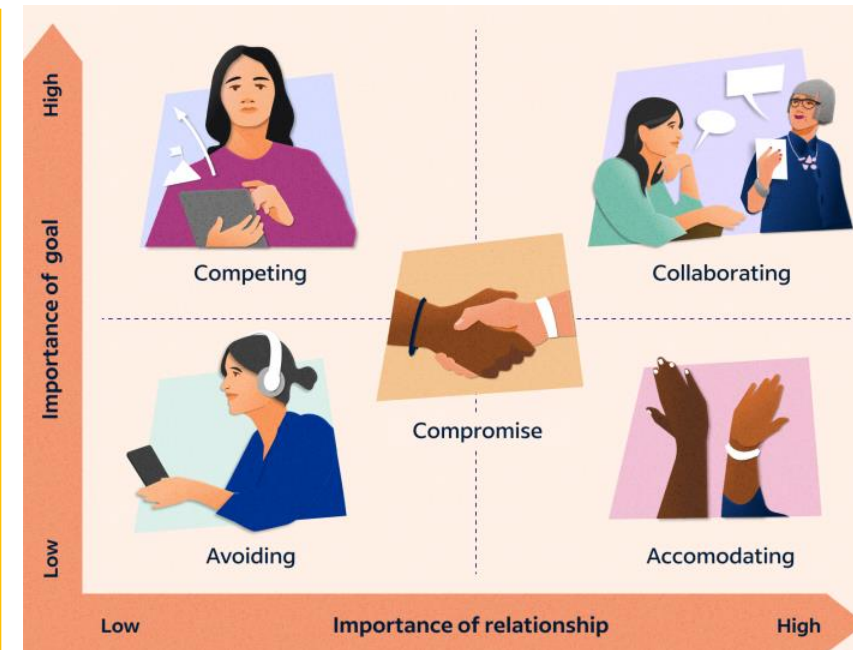 High
Importance of goal
Low
Competing
Collaborating
Compromise
Avoiding
Accomodating
Low
Importance of relationship
High